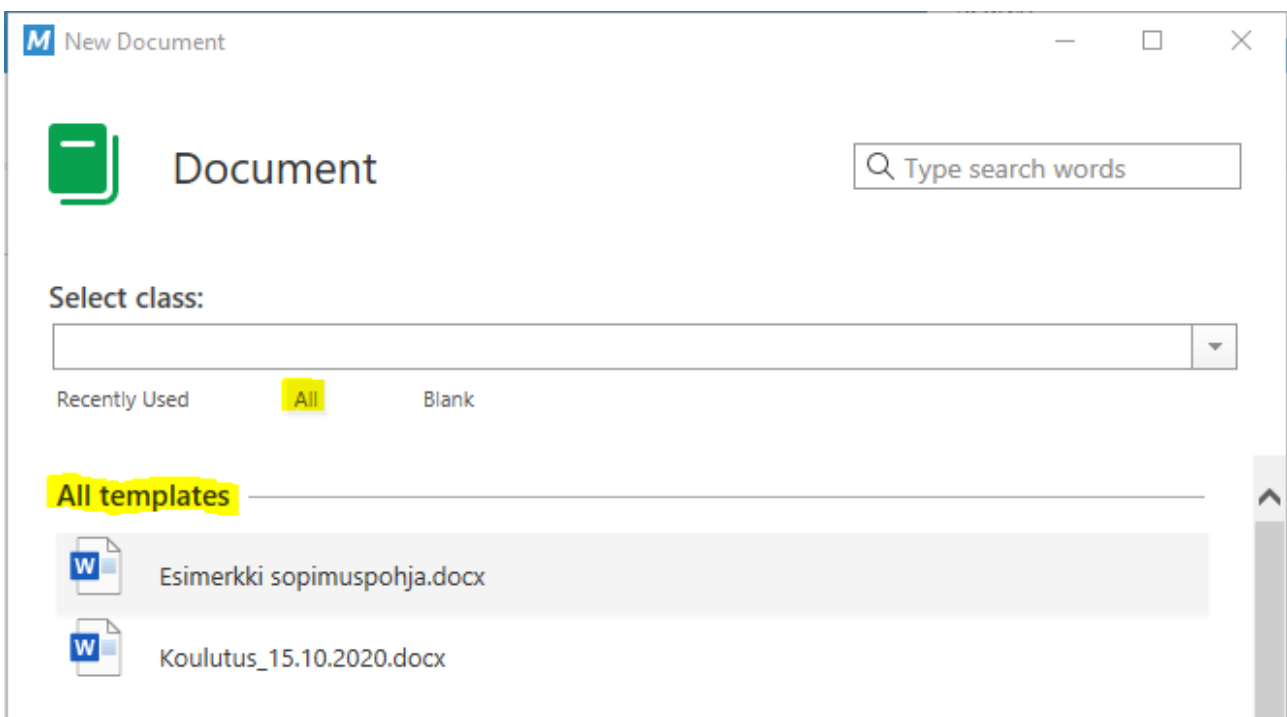 M New Document
Document
Type search words
Select class:
Recently Used All Blank
All templates
W Esimerkki sopimuspohja.docx
W Koulutus_15.10.2020.docx